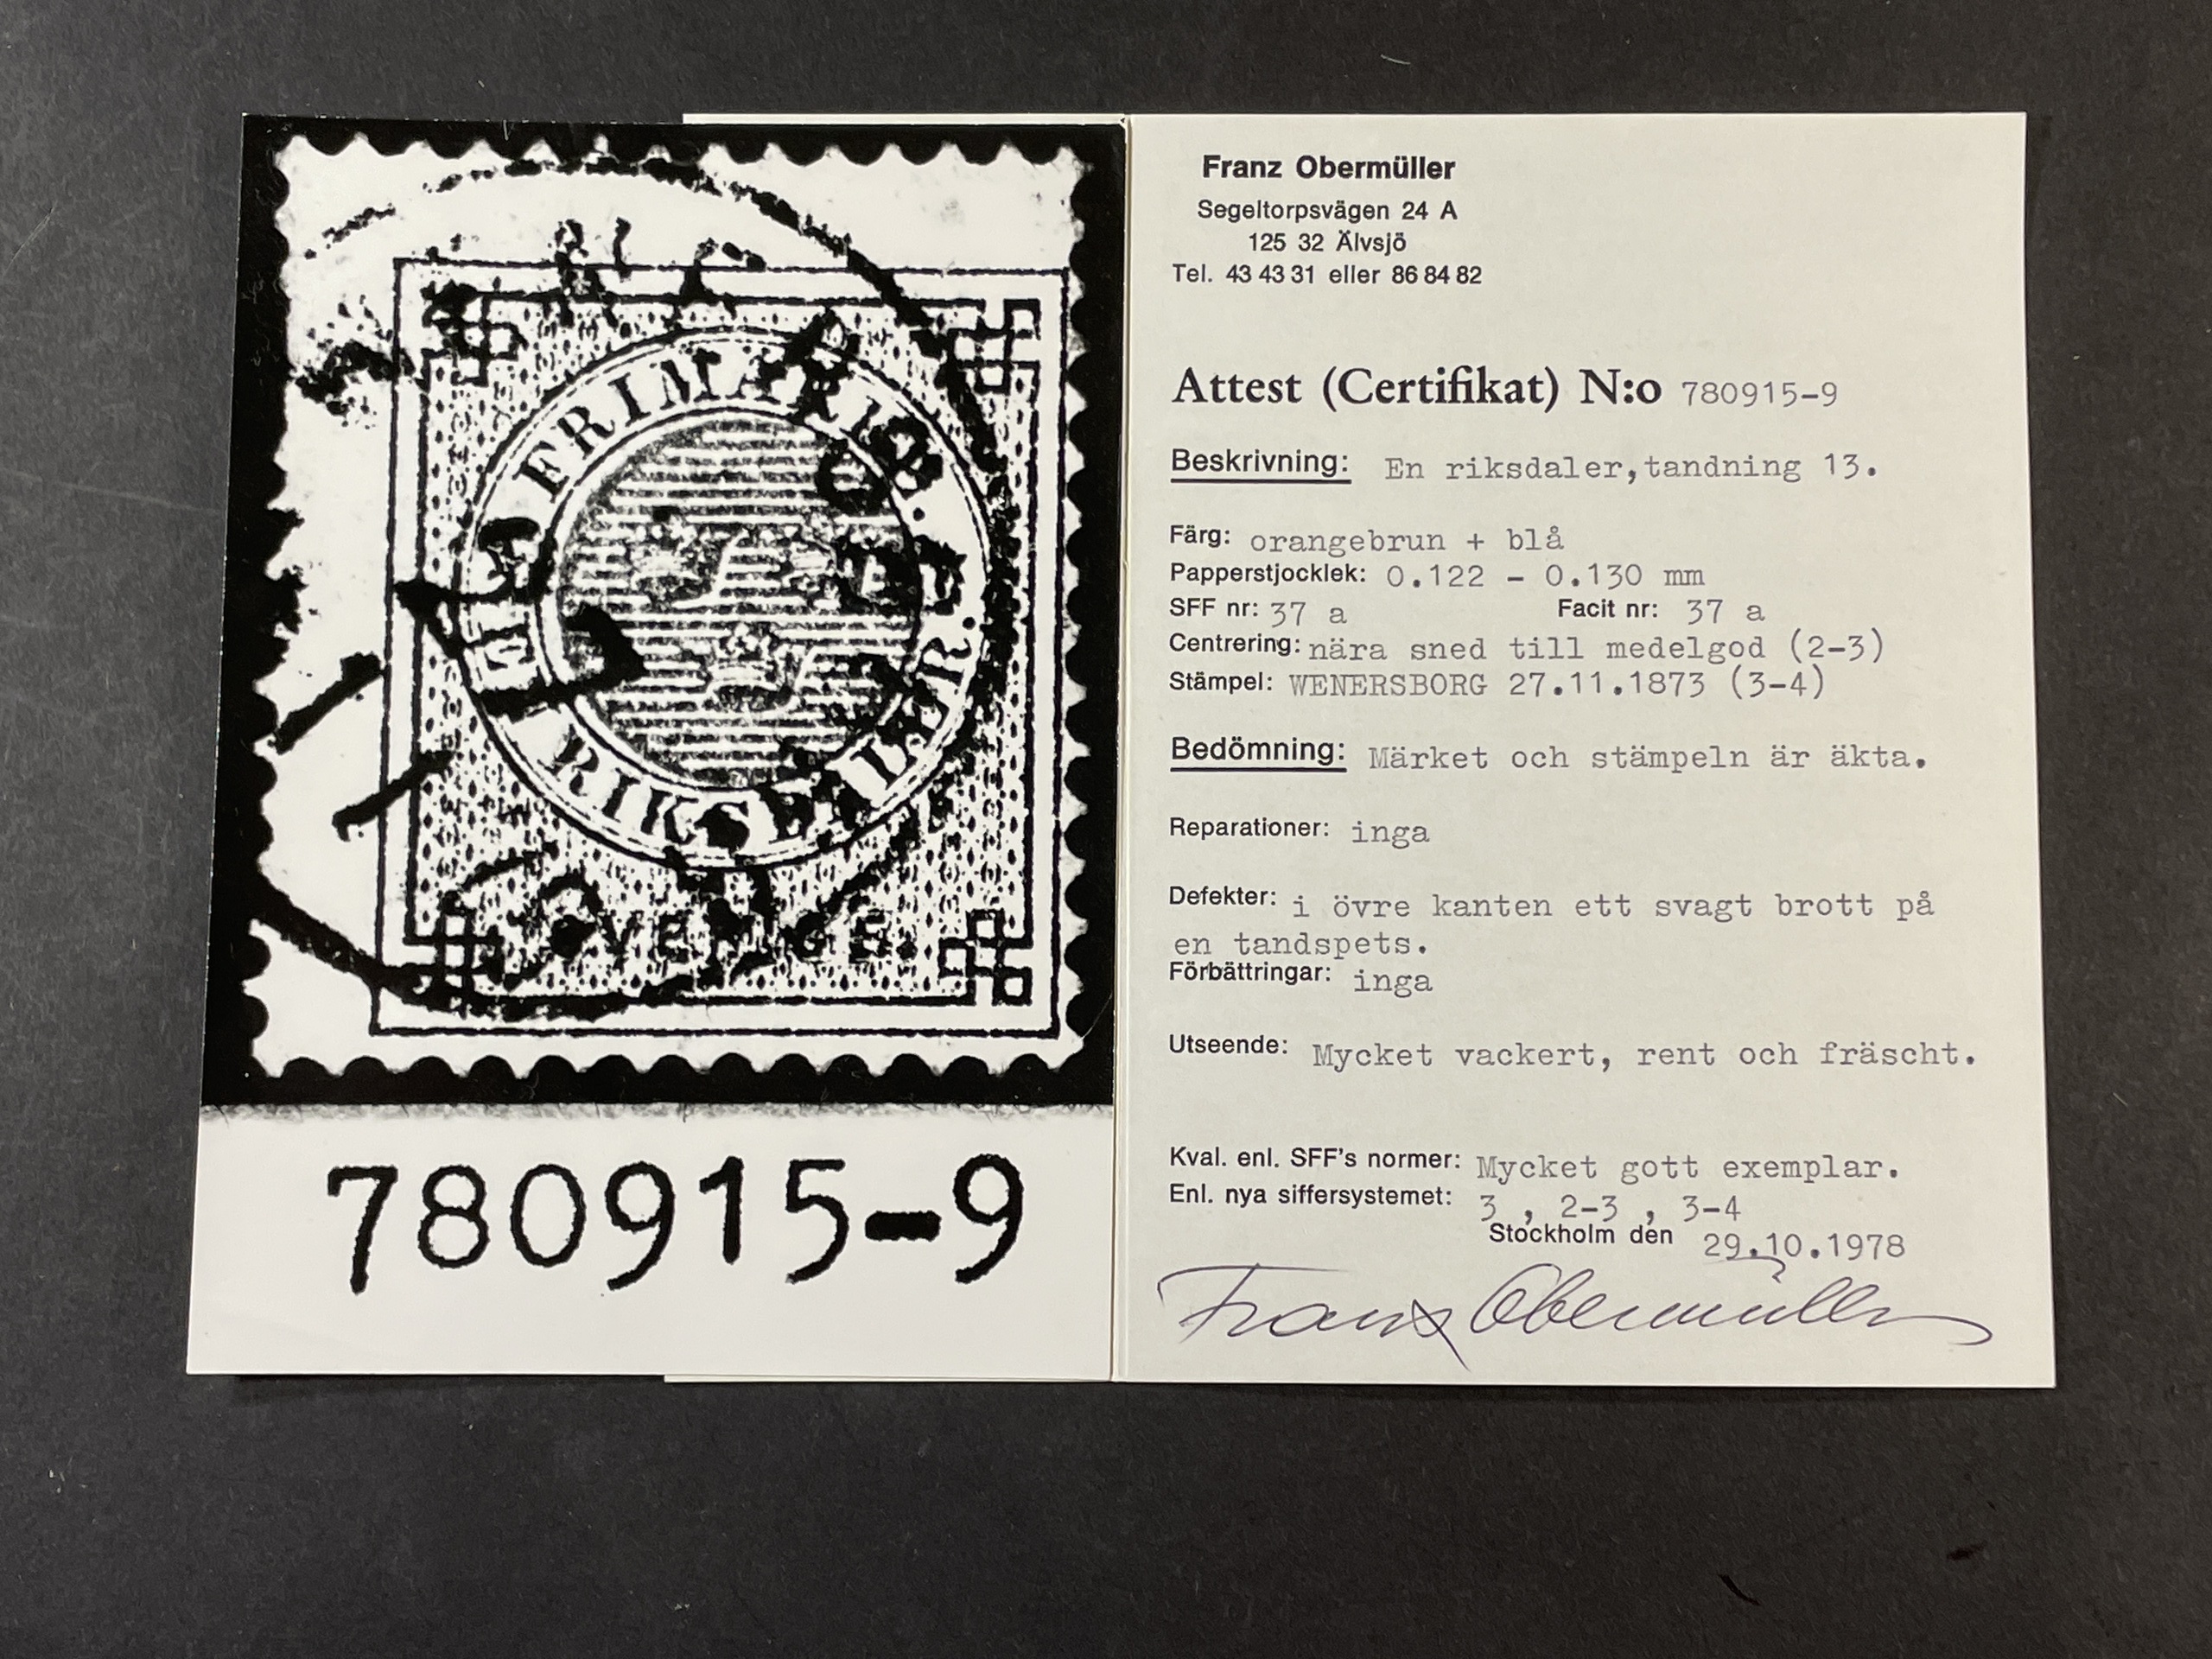 FRIMÄRKE.
EN
RIKSDALER.
SVERIGE.
780915-9
Franz Obermüller
Segeltorpsvägen 24 A
125 32 Älvsjö
Tel. 43 43 31 eller 86 84 82
Attest (Certifikat) N:o 780915-9
Beskrivning: En riksdaler,tandning 13.
Färg: orangebrun + blå
Papperstjocklek: 0.122 - 0.130 mm
SFF nr: 37 a Facit nr: 37 a
Centrering: nära sned till medelgod (2-3)
Stämpel: WENERSBORG 27.11.1873 (3-4)
Bedömning: Märket och stämpeln är äkta.
Reparationer: inga
Defekter: i övre kanten ett svagt brott på
en tandspets.
Förbättringar: inga
Utseende: Mycket vackert, rent och fräscht.
Kval. enl. SFF's normer: Mycket gott exemplar.
Enl. nya siffersystemet: 3 , 2-3 , 3-4
Stockholm den 29.10.1978
Franz Obermüller